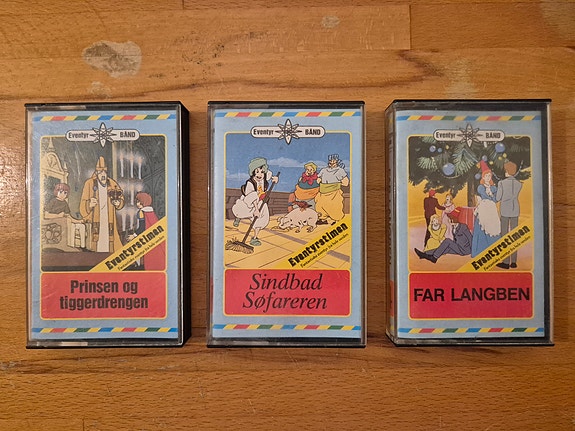 Eventyr BÅND
Eventyrstimen
Prinsen og
tiggerdrengen
Eventyr BÅND
Eventyrstimen
Sindbad
Søfareren
Eventyr BÅND
Eventyrstimen
FAR LANGBEN